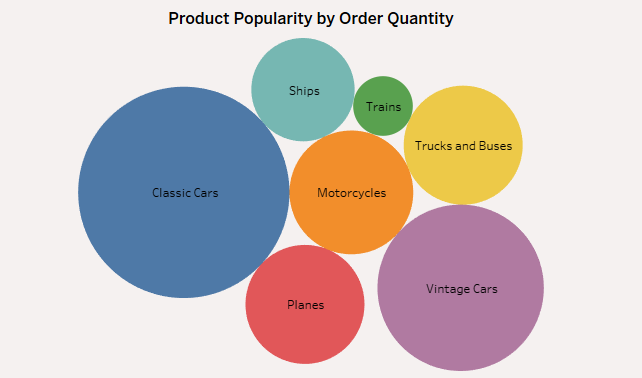 Product Popularity by Order Quantity
Ships
Trains
Trucks and Buses
Classic Cars
Motorcycles
Vintage Cars
Planes